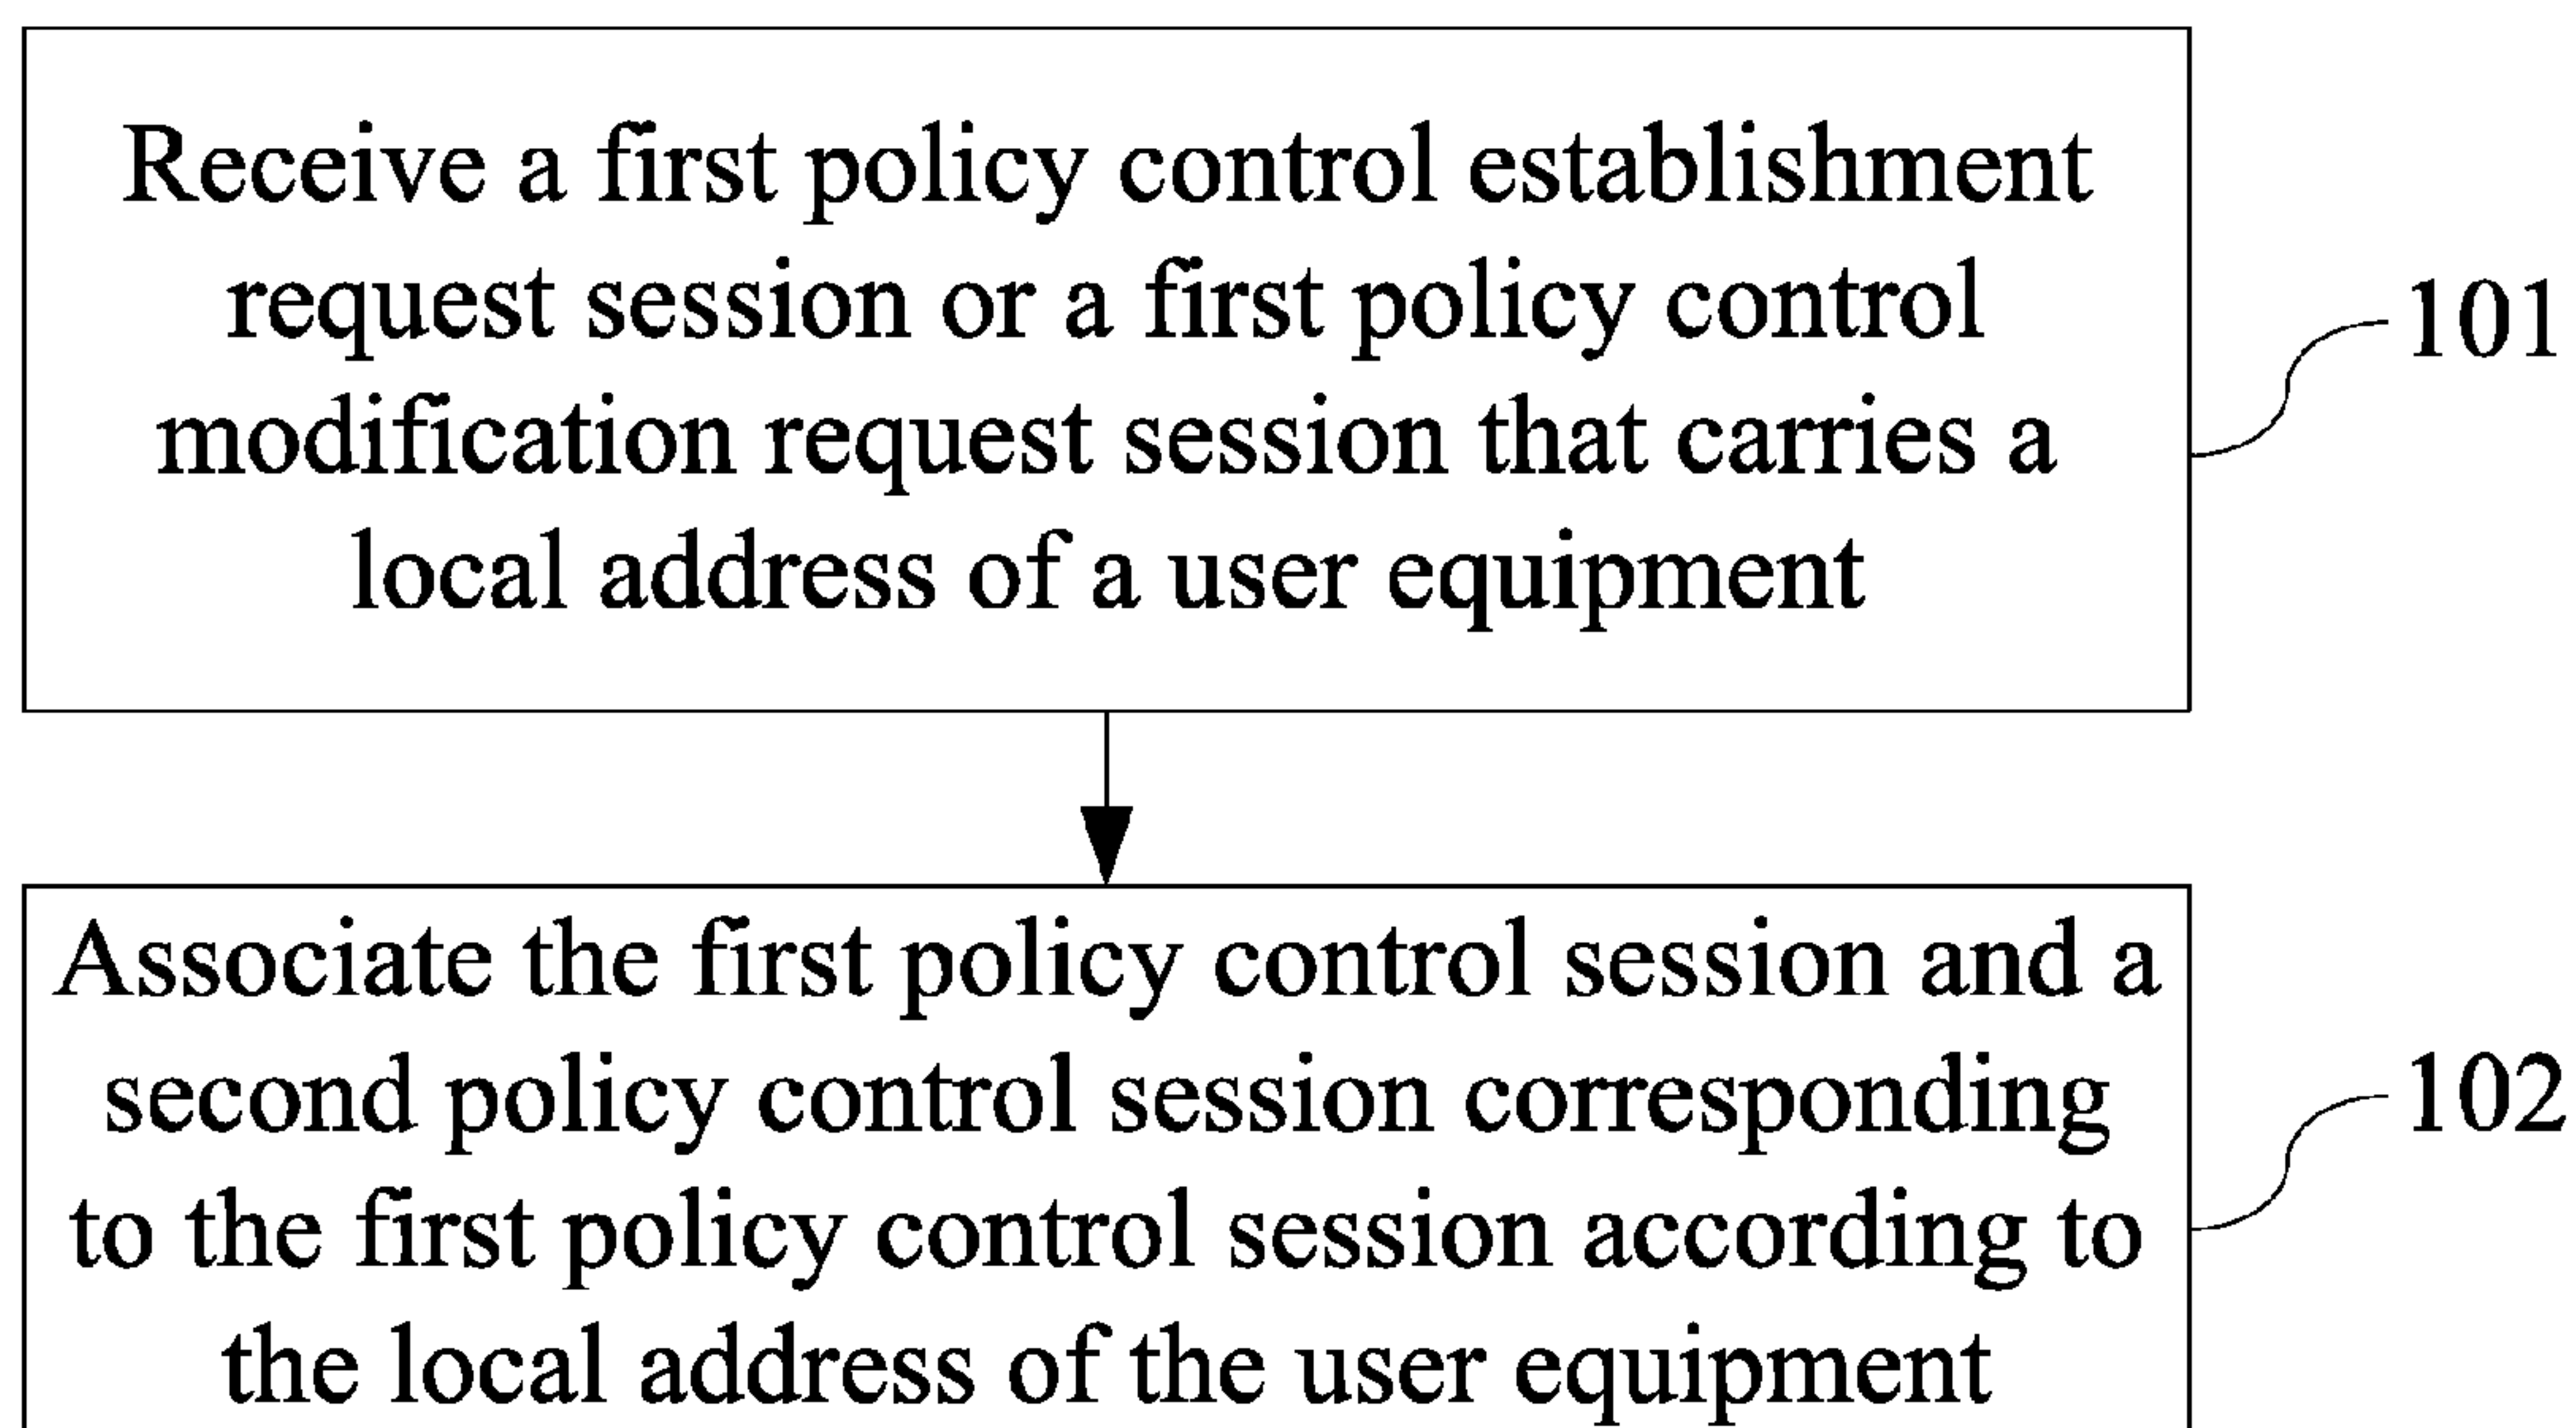 Receive a first policy control establishment
request session or a first policy control
modification request session that carries a
local address of a user equipment
101
Associate the first policy control session and a
second policy control session corresponding
to the first policy control session according to
the local address of the user equipment
102